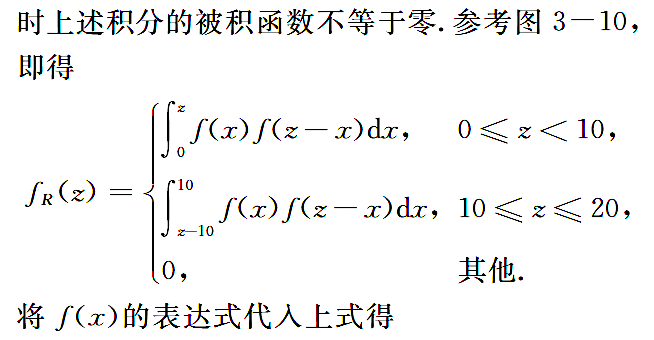 时上述积分的被积函数不等于零.参考图 3-10,
即得
f_R(z) = { ∫_0^z f(x)f(z-x)dx, 0≤z<10,
∫_{z-10}^{10} f(x)f(z-x)dx, 10≤z≤20,
0, 其他.
将 f(x)的表达式代入上式得